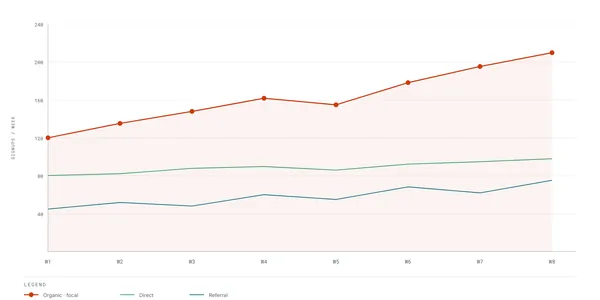 240
200
160
120
80
40
SIGNUPS / WEEK
W1 W2 W3 W4 W5 W6 W7 W8
LEGEND
Organic · focal Direct Referral